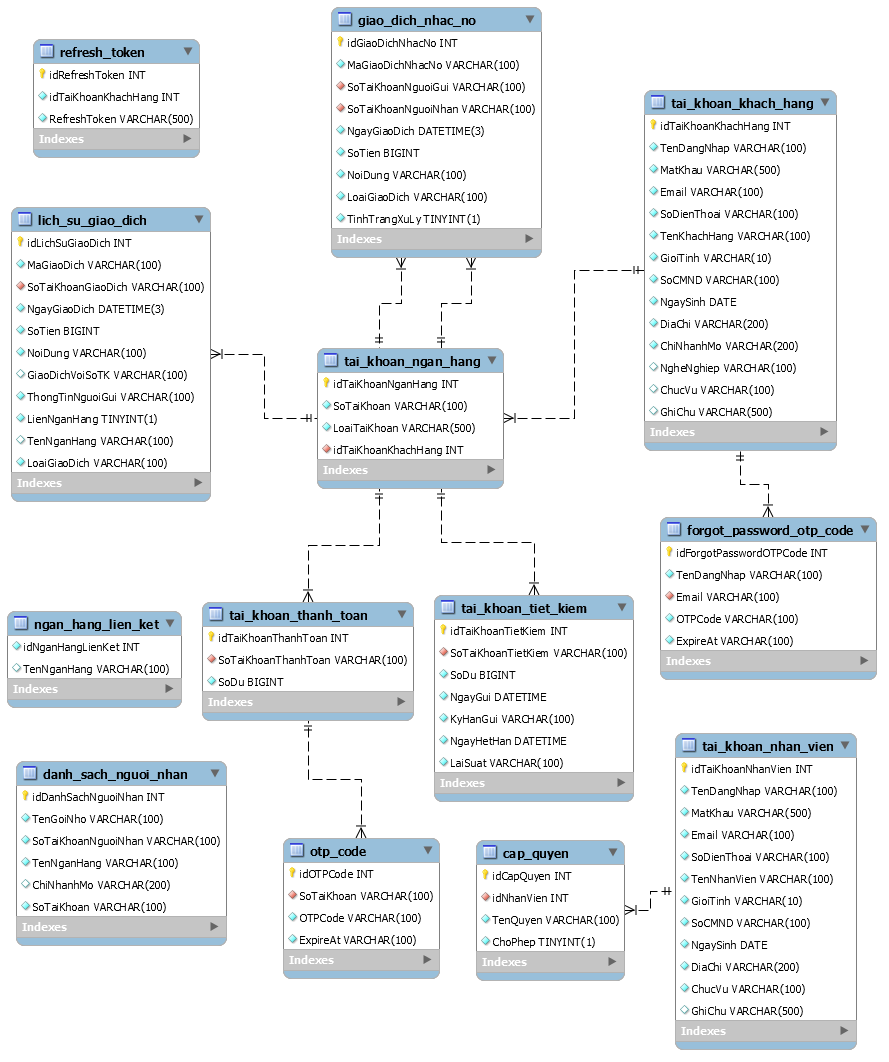 refresh_token
idRefreshToken INT
idTaiKhoanKhachHang INT
RefreshToken VARCHAR(500)
Indexes
giao_dich_nhac_no
idGiaoDichNhacNo INT
MaGiaoDichNhacNo VARCHAR(100)
SoTaiKhoanNguoiGui VARCHAR(100)
SoTaiKhoanNguoiNhan VARCHAR(100)
NgayGiaoDich DATETIME(3)
SoTien BIGINT
NoiDung VARCHAR(100)
LoaiGiaoDich VARCHAR(100)
TinhTrangXuLy TINYINT(1)
Indexes
tai_khoan_khach_hang
idTaiKhoanKhachHang INT
TenDangNhap VARCHAR(100)
MatKhau VARCHAR(500)
Email VARCHAR(100)
SoDienThoai VARCHAR(100)
TenKhachHang VARCHAR(100)
GioiTinh VARCHAR(10)
SoCMND VARCHAR(100)
NgaySinh DATE
DiaChi VARCHAR(200)
ChiNhanhMo VARCHAR(200)
NgheNghiep VARCHAR(100)
ChucVu VARCHAR(100)
GhiChu VARCHAR(500)
Indexes
lich_su_giao_dich
idLichSuGiaoDich INT
MaGiaoDich VARCHAR(100)
SoTaiKhoanGiaoDich VARCHAR(100)
NgayGiaoDich DATETIME(3)
SoTien BIGINT
NoiDung VARCHAR(100)
GiaoDichVoiSoTK VARCHAR(100)
ThongTinNguoiGui VARCHAR(100)
LienNganHang TINYINT(1)
TenNganHang VARCHAR(100)
LoaiGiaoDich VARCHAR(100)
Indexes
tai_khoan_ngan_hang
idTaiKhoanNganHang INT
SoTaiKhoan VARCHAR(100)
LoaiTaiKhoan VARCHAR(500)
idTaiKhoanKhachHang INT
Indexes
forgot_password_otp_code
idForgotPasswordOTPCode INT
TenDangNhap VARCHAR(100)
Email VARCHAR(100)
OTPCode VARCHAR(100)
ExpireAt VARCHAR(100)
Indexes
ngan_hang_lien_ket
idNganHangLienKet INT
TenNganHang VARCHAR(100)
Indexes
tai_khoan_thanh_toan
idTaiKhoanThanhToan INT
SoTaiKhoanThanhToan VARCHAR(100)
SoDu BIGINT
Indexes
tai_khoan_tiet_kiem
idTaiKhoanTietKiem INT
SoTaiKhoanTietKiem VARCHAR(100)
SoDu BIGINT
NgayGui DATETIME
KyHanGui VARCHAR(100)
NgayHetHan DATETIME
LaiSuat VARCHAR(100)
Indexes
danh_sach_nguoi_nhan
idDanhSachNguoiNhan INT
TenGoiNho VARCHAR(100)
SoTaiKhoanNguoiNhan VARCHAR(100)
TenNganHang VARCHAR(100)
ChiNhanhMo VARCHAR(200)
SoTaiKhoan VARCHAR(100)
Indexes
otp_code
idOTPCode INT
SoTaiKhoan VARCHAR(100)
OTPCode VARCHAR(100)
ExpireAt VARCHAR(100)
Indexes
cap_quyen
idCapQuyen INT
idNhanVien INT
TenQuyen VARCHAR(100)
ChoPhep TINYINT(1)
Indexes
tai_khoan_nhan_vien
idTaiKhoanNhanVien INT
TenDangNhap VARCHAR(100)
MatKhau VARCHAR(500)
Email VARCHAR(100)
SoDienThoai VARCHAR(100)
TenNhanVien VARCHAR(100)
GioiTinh VARCHAR(10)
SoCMND VARCHAR(100)
NgaySinh DATE
DiaChi VARCHAR(200)
ChucVu VARCHAR(100)
GhiChu VARCHAR(500)
Indexes